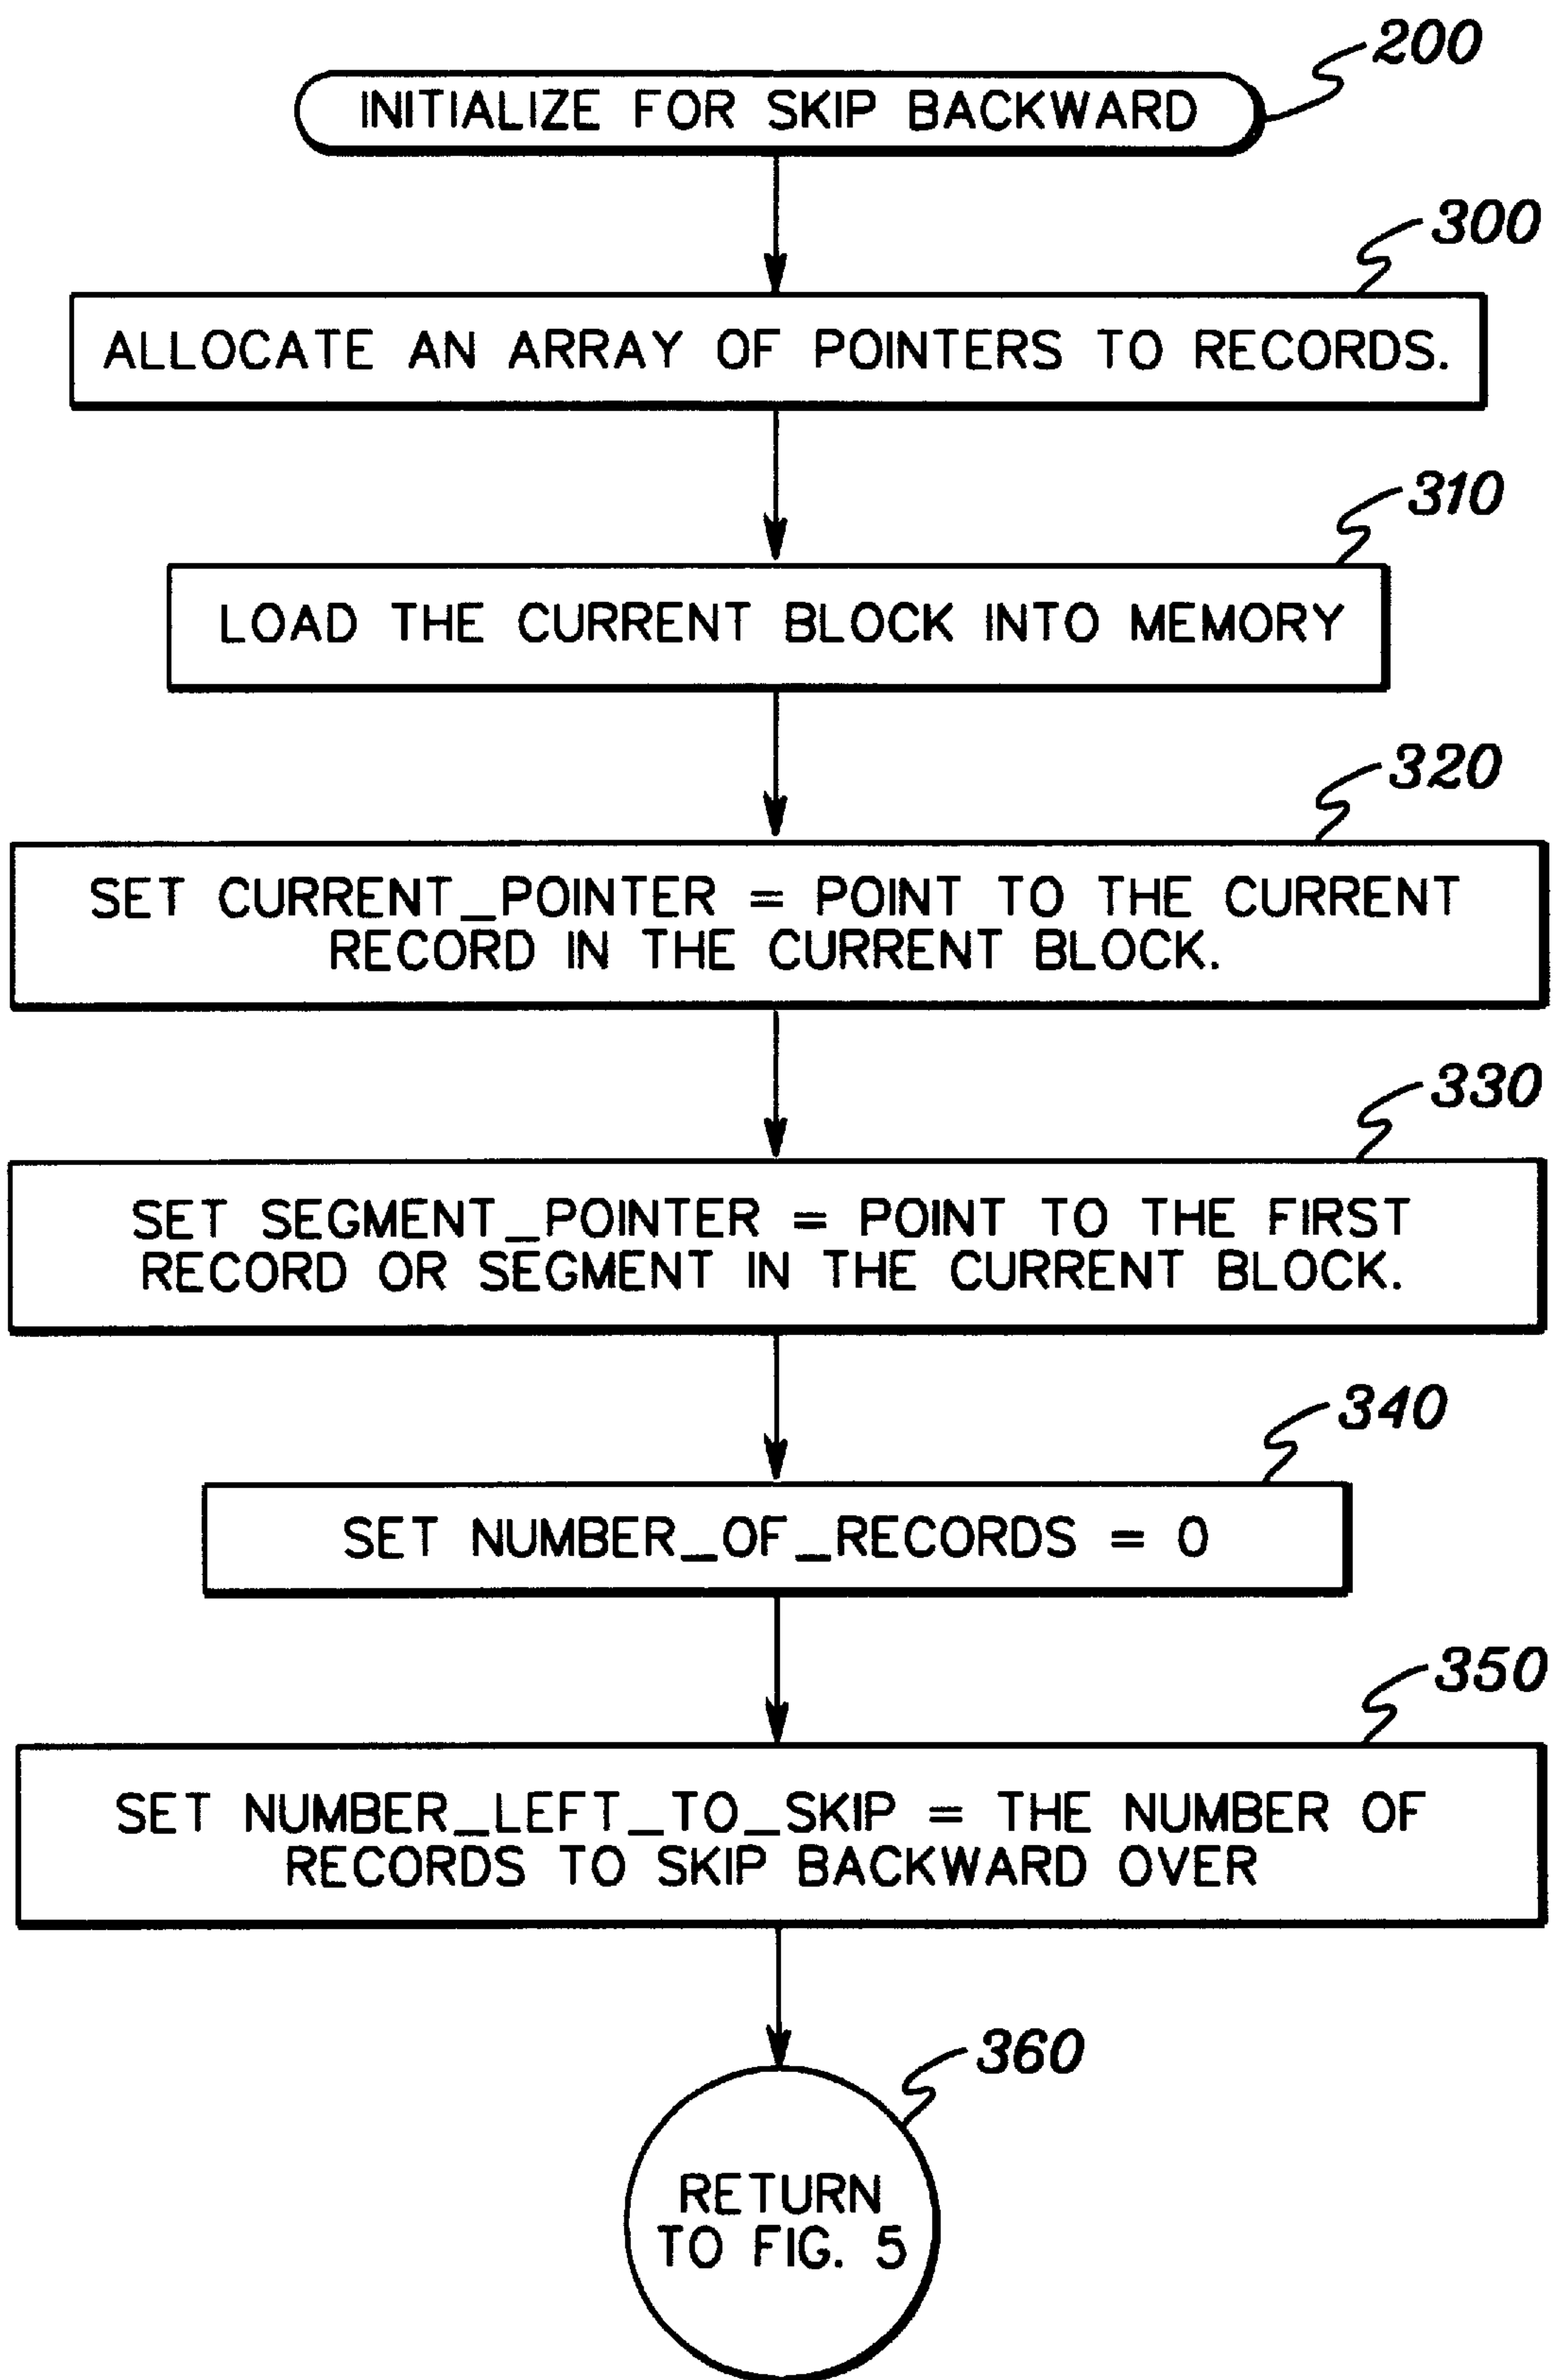 200
INITIALIZE FOR SKIP BACKWARD
300
ALLOCATE AN ARRAY OF POINTERS TO RECORDS.
310
LOAD THE CURRENT BLOCK INTO MEMORY
320
SET CURRENT_POINTER = POINT TO THE CURRENT
RECORD IN THE CURRENT BLOCK.
330
SET SEGMENT_POINTER = POINT TO THE FIRST
RECORD OR SEGMENT IN THE CURRENT BLOCK.
340
SET NUMBER_OF_RECORDS = 0
350
SET NUMBER_LEFT_TO_SKIP = THE NUMBER OF
RECORDS TO SKIP BACKWARD OVER
360
RETURN
TO FIG. 5